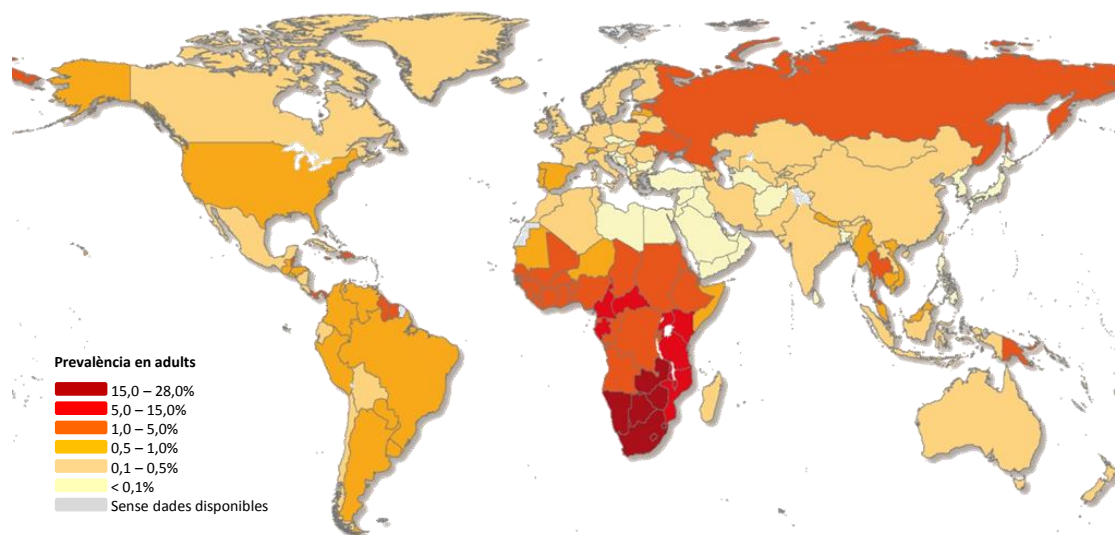 Prevalència en adults
15,0 – 28,0%
5,0 – 15,0%
1,0 – 5,0%
0,5 – 1,0%
0,1 – 0,5%
< 0,1%
Sense dades disponibles